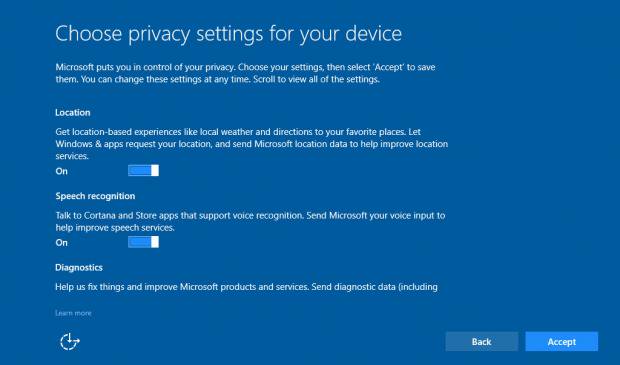 Choose privacy settings for your device
Microsoft puts you in control of your privacy. Choose your settings, then select 'Accept' to save
them. You can change these settings at any time. Scroll to view all of the settings.
Location
Get location-based experiences like local weather and directions to your favorite places. Let
Windows & apps request your location, and send Microsoft location data to help improve location
services.
On
Speech recognition
Talk to Cortana and Store apps that support voice recognition. Send Microsoft your voice input to
help improve speech services.
On
Diagnostics
Help us fix things and improve Microsoft products and services. Send diagnostic data (including
Learn more
Back
Accept